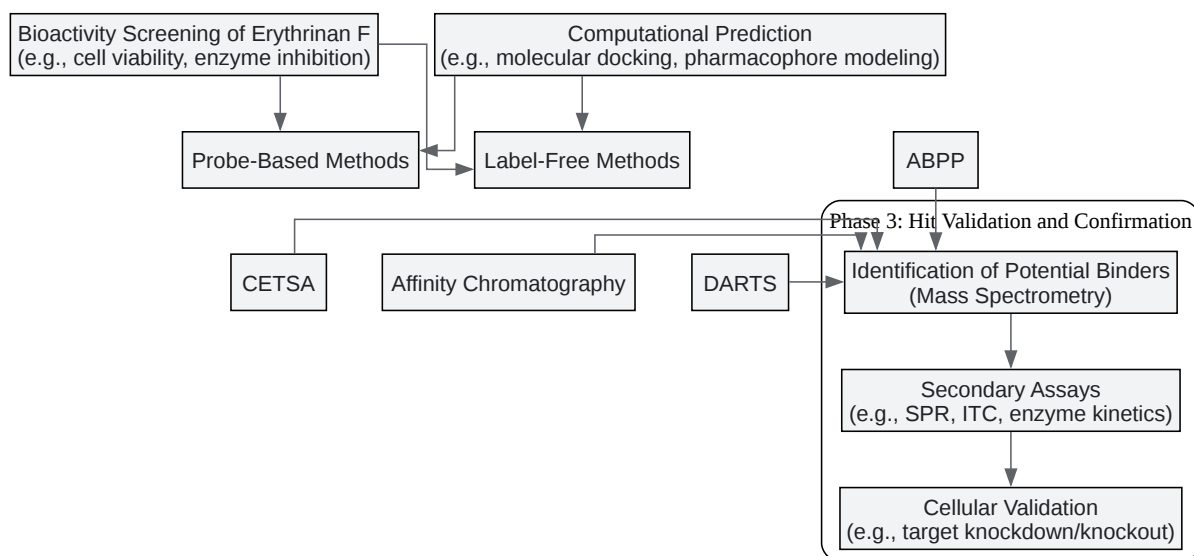 Bioactivity Screening of Erythrinan F
(e.g., cell viability, enzyme inhibition)
Computational Prediction
(e.g., molecular docking, pharmacophore modeling)
Probe-Based Methods
Label-Free Methods
ABPP
Phase 3: Hit Validation and Confirmation
CETSA
Affinity Chromatography
DARTS
Identification of Potential Binders
(Mass Spectrometry)
Secondary Assays
(e.g., SPR, ITC, enzyme kinetics)
Cellular Validation
(e.g., target knockdown/knockout)